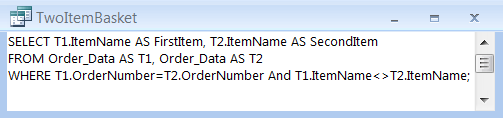 TwoItemBasket
SELECT T1.ItemName AS FirstItem, T2.ItemName AS SecondItem
FROM Order_Data AS T1, Order_Data AS T2
WHERE T1.OrderNumber=T2.OrderNumber And T1.ItemName<>T2.ItemName;